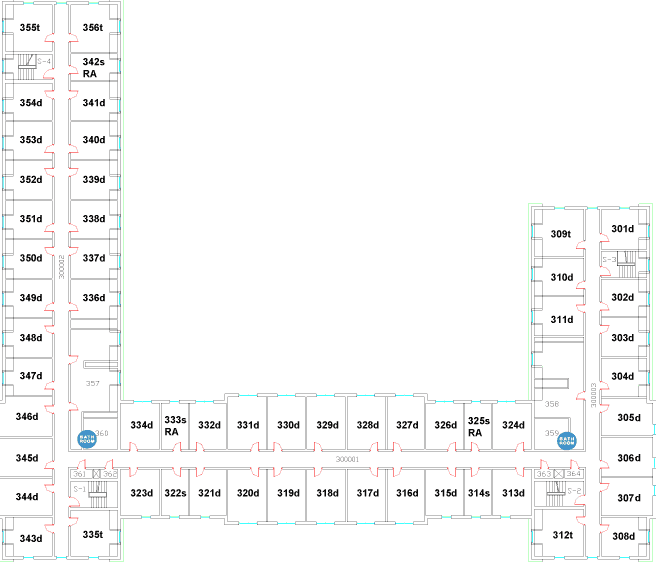 355t 356t
S-4 342s
RA
354d 341d
353d 340d
352d 339d
351d 338d
309t 301d
350d 337d
300002
S-3
310d
349d 336d
302d
311d
348d
303d
347d
304d
357
300003
358
346d
334d 333s
RA 332d 331d 330d 329d 328d 327d 326d 325s
RA 324d
305d
BATH
ROOM 360
359 BATH
ROOM
345d
300001
306d
361 362
363 364
344d
S-1
323d 322s 321d 320d 319d 318d 317d 316d 315d 314s 313d
S-2
307d
343d 335t
312t 308d